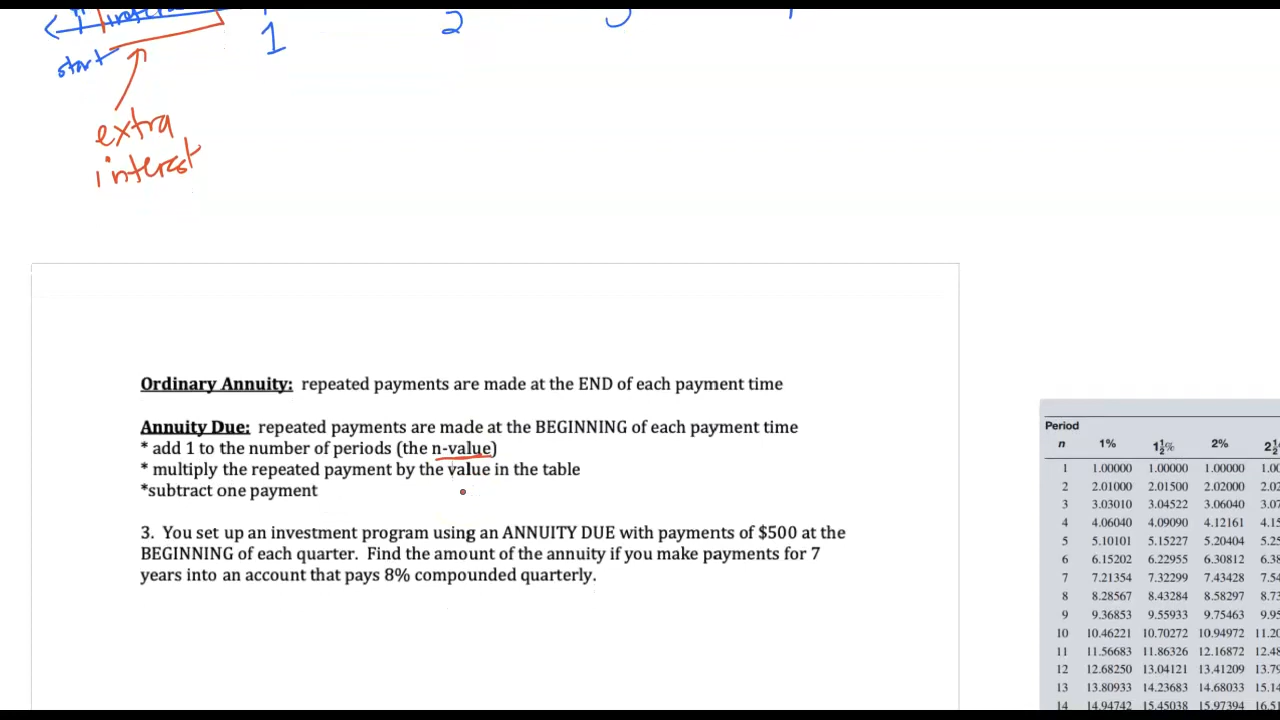 1
2
start
extra
interest
Ordinary Annuity: repeated payments are made at the END of each payment time
Annuity Due: repeated payments are made at the BEGINNING of each payment time
* add 1 to the number of periods (the n-value)
* multiply the repeated payment by the value in the table
*subtract one payment
3. You set up an investment program using an ANNUITY DUE with payments of $500 at the
BEGINNING of each quarter. Find the amount of the annuity if you make payments for 7
years into an account that pays 8% compounded quarterly.
Period
n 1% 1½% 2%
1 1.00000 1.00000 1.00000
2 2.01000 2.01500 2.02000
3 3.03010 3.04522 3.06040
4 4.06040 4.09090 4.12161
5 5.10101 5.15227 5.20404
6 6.15202 6.22955 6.30812
7 7.21354 7.32299 7.43428
8 8.28567 8.43284 8.58297
9 9.36853 9.55933 9.75463
10 10.46221 10.70272 10.94972
11 11.56683 11.86326 12.16872
12 12.68250 13.04121 13.41209
13 13.80933 14.23683 14.68033
14 14.94742 15.45038 15.97394